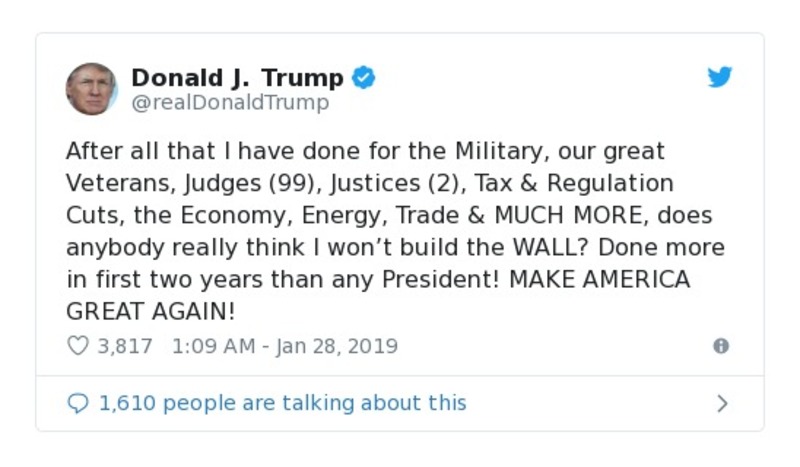 Donald J. Trump
@realDonaldTrump
After all that I have done for the Military, our great
Veterans, Judges (99), Justices (2), Tax & Regulation
Cuts, the Economy, Energy, Trade & MUCH MORE, does
anybody really think I won’t build the WALL? Done more
in first two years than any President! MAKE AMERICA
GREAT AGAIN!
3,817 1:09 AM - Jan 28, 2019
1,610 people are talking about this